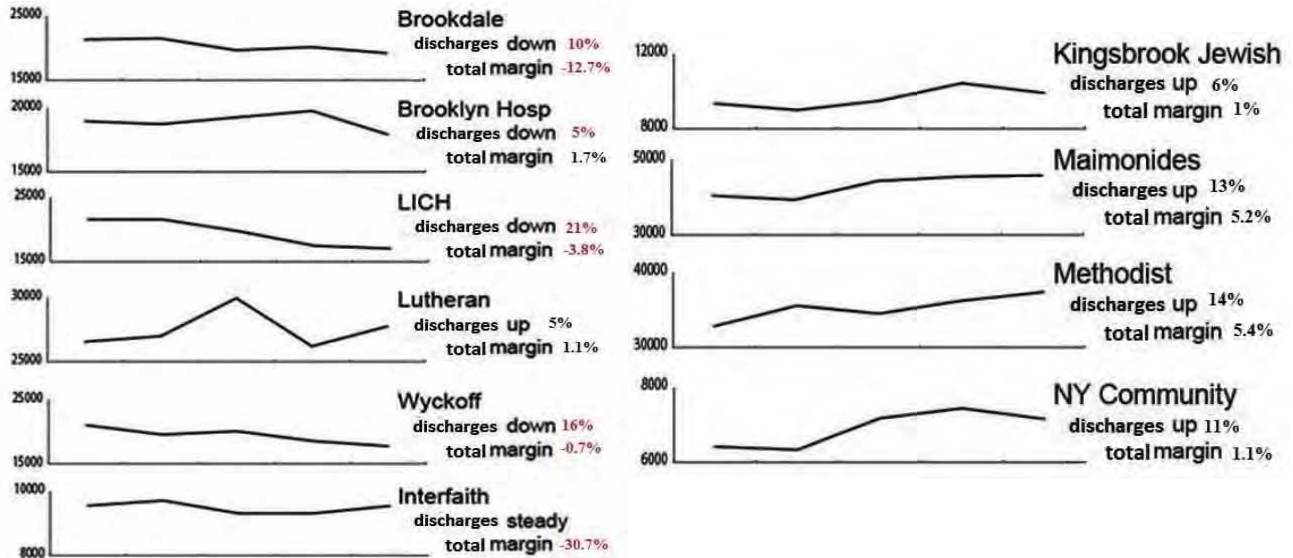 25000
15000
Brookdale
discharges down 10%
total margin -12.7%
20000
15000
Brooklyn Hosp
discharges down 5%
total margin 1.7%
25000
15000
LICH
discharges down 21%
total margin -3.8%
30000
25000
Lutheran
discharges up 5%
total margin 1.1%
25000
15000
Wyckoff
discharges down 16%
total margin -0.7%
10000
8000
Interfaith
discharges steady
total margin -30.7%
12000
8000
Kingsbrook Jewish
discharges up 6%
total margin 1%
50000
30000
Maimonides
discharges up 13%
total margin 5.2%
40000
30000
Methodist
discharges up 14%
total margin 5.4%
8000
6000
NY Community
discharges up 11%
total margin 1.1%